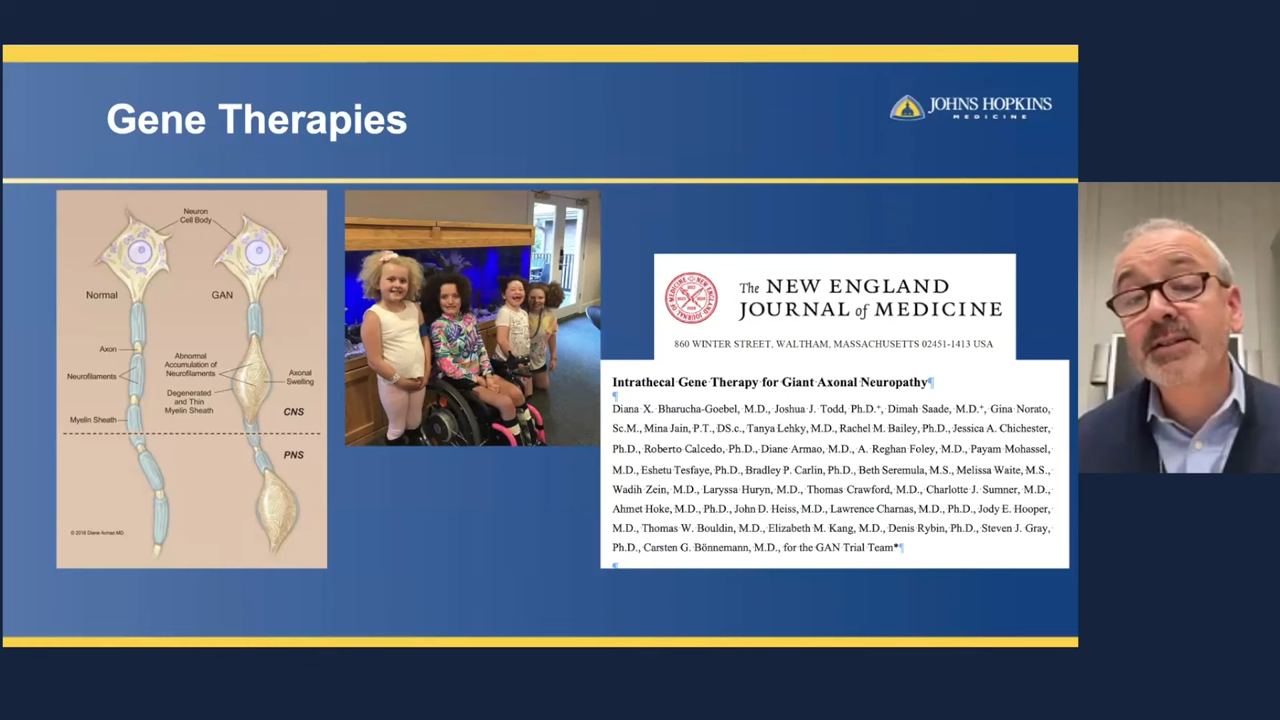 Gene Therapies
JOHNS HOPKINS
MEDICINE
Neuron
Cell Body
Normal
GAN
Axon
Neurofilaments
Myelin Sheath
Abnormal
Accumulation of
Neurofilaments
Degenerated
and Thin
Myelin Sheath
Axonal
Swelling
CNS
PNS
© 2016 Diane Armao MD
The NEW ENGLAND
JOURNAL of MEDICINE
860 WINTER STREET, WALTHAM, MASSACHUSETTS 02451-1413 USA
Intrathecal Gene Therapy for Giant Axonal Neuropathy¶
¶
Diana X. Bharucha-Goebel, M.D., Joshua J. Todd, Ph.D.⁺, Dimah Saade, M.D.⁺, Gina Norato,
Sc.M., Mina Jain, P.T., DS.c., Tanya Lehky, M.D., Rachel M. Bailey, Ph.D., Jessica A. Chichester,
Ph.D., Roberto Calcedo, Ph.D., Diane Armao, M.D., A. Reghan Foley, M.D., Payam Mohassel,
M.D., Eshetu Tesfaye, Ph.D., Bradley P. Carlin, Ph.D., Beth Seremula, M.S., Melissa Waite, M.S.,
Wadih Zein, M.D., Laryssa Huryn, M.D., Thomas Crawford, M.D., Charlotte J. Sumner, M.D.,
Ahmet Hoke, M.D., Ph.D., John D. Heiss, M.D., Lawrence Charnas, M.D., Ph.D., Jody E. Hooper,
M.D., Thomas W. Bouldin, M.D., Elizabeth M. Kang, M.D., Denis Rybin, Ph.D., Steven J. Gray,
Ph.D., Carsten G. Bönnemann, M.D., for the GAN Trial Team*¶
¶